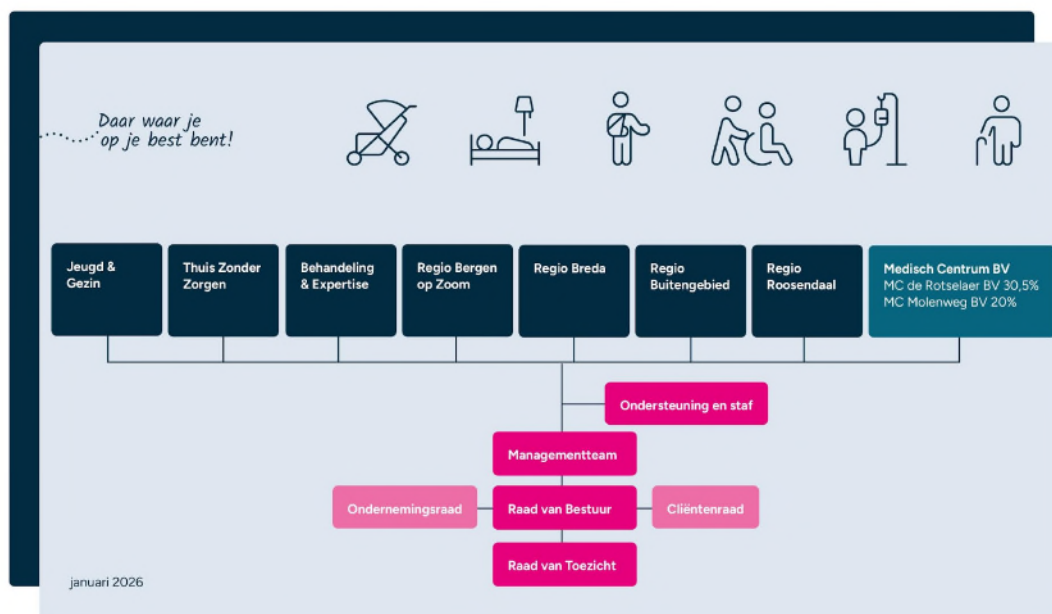 Daar waar je
op je best bent!
Jeugd &
Gezin
Thuis Zonder
Zorgen
Behandeling
& Expertise
Regio Bergen
op Zoom
Regio Breda
Regio
Buitengebied
Regio
Roosendaal
Medisch Centrum BV
MC de Rotselaer BV 30,5%
MC Molenweg BV 20%
Ondersteuning en staf
Managementteam
Ondernemingsraad
Raad van Bestuur
Cliëntenraad
Raad van Toezicht
januari 2026